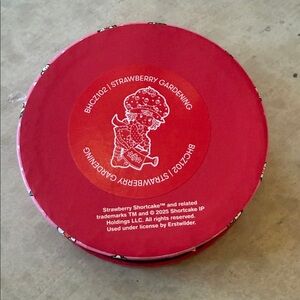 BHCZ102 | STRAWBERRY GARDENING
BHCZ102 | STRAWBERRY GARDENING
Strawberry Shortcake™ and related
trademarks TM and © 2025 Shortcake IP
Holdings LLC. All rights reserved.
Used under license by Erstwilder.